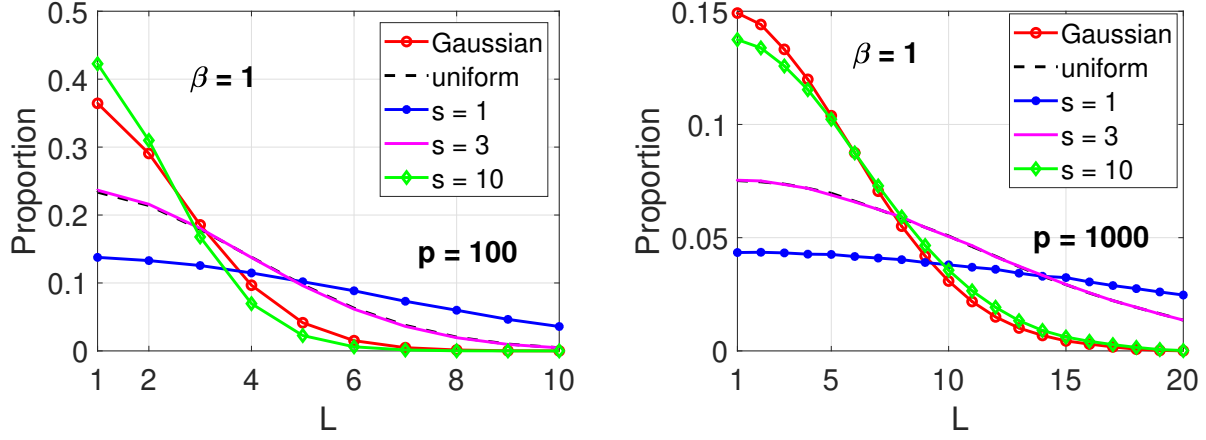 0.5
0.4
0.3
0.2
0.1
0
Proportion
β = 1
Gaussian
uniform
s = 1
s = 3
s = 10
p = 100
1 2 4 6 8 10
L
0.15
0.1
0.05
0
Proportion
β = 1
Gaussian
uniform
s = 1
s = 3
s = 10
p = 1000
1 5 10 15 20
L